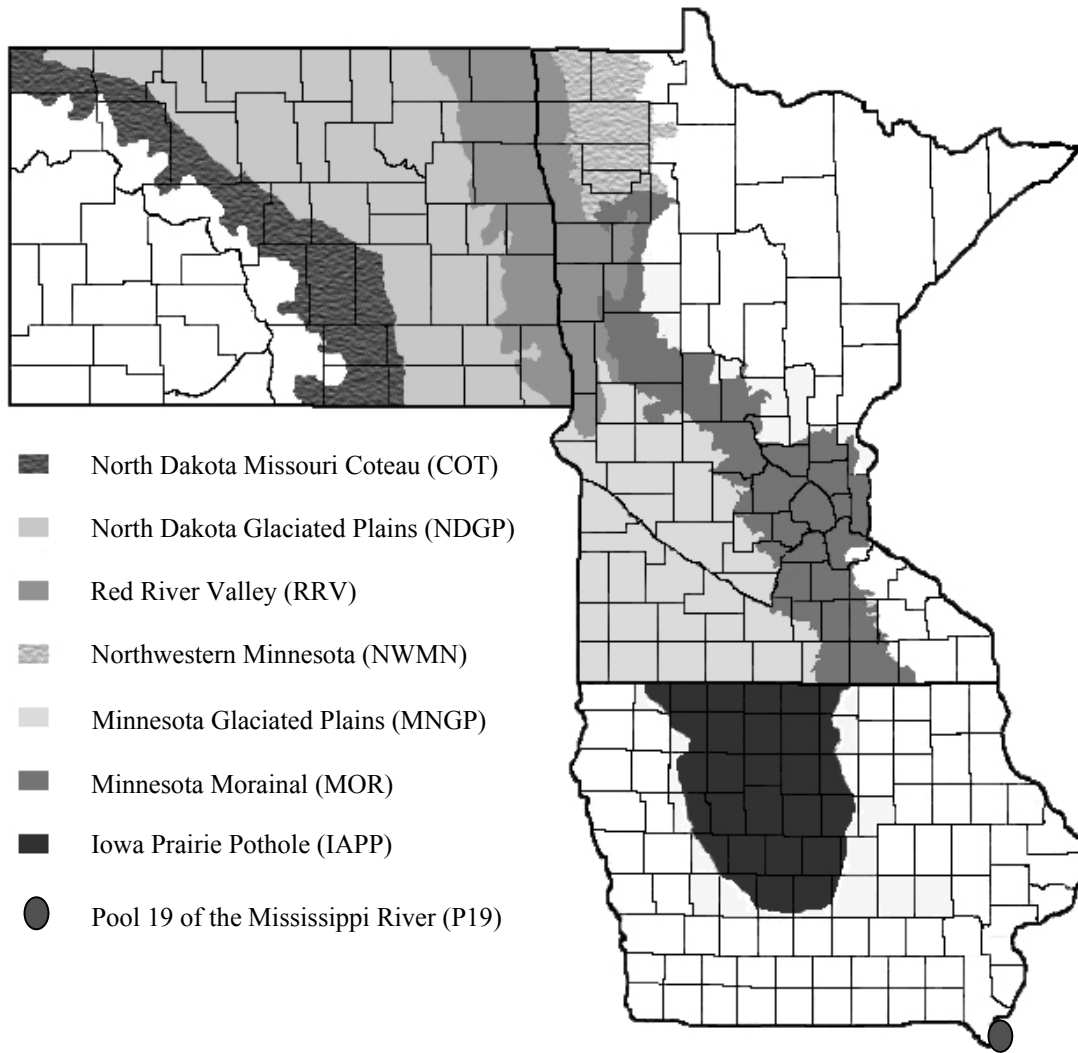 North Dakota Missouri Coteau (COT)
North Dakota Glaciated Plains (NDGP)
Red River Valley (RRV)
Northwestern Minnesota (NWMN)
Minnesota Glaciated Plains (MNGP)
Minnesota Morainal (MOR)
Iowa Prairie Pothole (IAPP)
Pool 19 of the Mississippi River (P19)